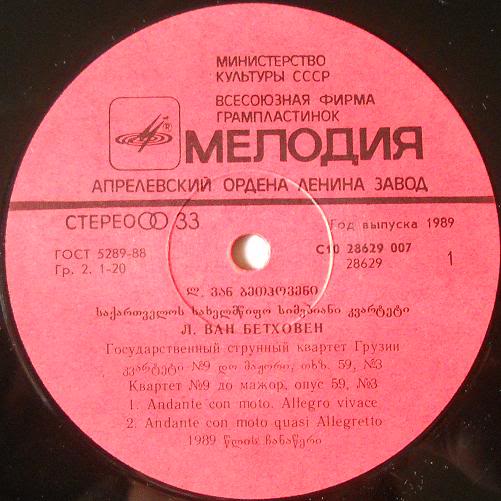 МИНИСТЕРСТВО
КУЛЬТУРЫ СССР
ВСЕСОЮЗНАЯ ФИРМА
ГРАМПЛАСТИНОК
МЕЛОДИЯ
АПРЕЛЕВСКИЙ ОРДЕНА ЛЕНИНА ЗАВОД
СТЕРЕО 33
Год выпуска 1989
ГОСТ 5289-88
Гр. 2. 1-20
С10 28629 007
28629
1
ლ. ვან ბეთჰოვენი
საქართველოს სახელმწიფო სიმებიანი კვარტეტი
Л. ВАН БЕТХОВЕН
Государственный струнный квартет Грузии
კვარტეტი №9 დო მაჟორი, თხზ. 59, №3
Квартет №9 до мажор, опус 59, №3
1. Andante con moto. Allegro vivace
2. Andante con moto quasi Allegretto
1989 წლის ჩანაწერი